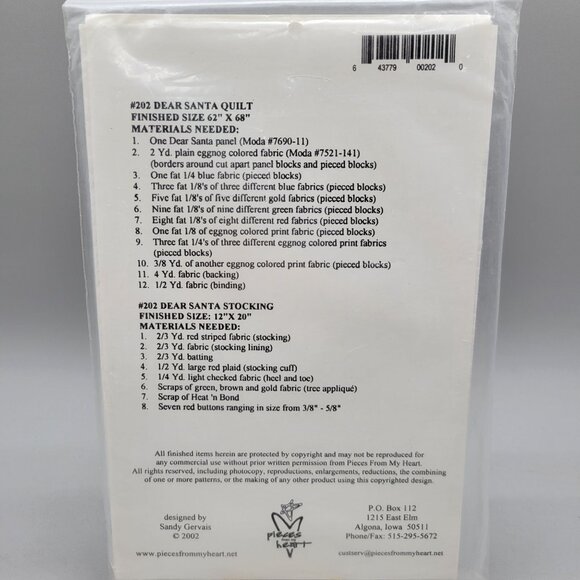 6 43779 00202 0
#202 DEAR SANTA QUILT
FINISHED SIZE 62" X 68"
MATERIALS NEEDED:
1. One Dear Santa panel (Moda #7690-11)
2. 2 Yd. plain eggnog colored fabric (Moda #7521-141)
(borders around cut apart panel blocks and pieced blocks)
3. One fat 1/4 blue fabric (pieced blocks)
4. Three fat 1/8's of three different blue fabrics (pieced blocks)
5. Five fat 1/8's of five different gold fabrics (pieced blocks)
6. Nine fat 1/8's of nine different green fabrics (pieced blocks)
7. Eight fat 1/8's of eight different red fabrics (pieced blocks)
8. One fat 1/8 of eggnog colored print fabric (pieced blocks)
9. Three fat 1/4's of three different eggnog colored print fabrics
(pieced blocks)
10. 3/8 Yd. of another eggnog colored print fabric (pieced blocks)
11. 4 Yd. fabric (backing)
12. 1/2 Yd. fabric (binding)
#202 DEAR SANTA STOCKING
FINISHED SIZE: 12"X 20"
MATERIALS NEEDED:
1. 2/3 Yd. red striped fabric (stocking)
2. 2/3 Yd. fabric (stocking lining)
3. 2/3 Yd. batting
4. 1/2 Yd. large red plaid (stocking cuff)
5. 1/4 Yd. light checked fabric (heel and toe)
6. Scraps of green, brown and gold fabric (tree appliqué)
7. Scrap of Heat 'n Bond
8. Seven red buttons ranging in size from 3/8" - 5/8"
All finished items herein are protected by copyright and may not be reproduced for
any commercial use without prior written permission from Pieces From My Heart.
All rights reserved, including photocopy, reproductions, enlargements, reductions, the combining
of one or more patterns, or the making of any other product using this copyrighted design.
designed by
Sandy Gervais
© 2002
www.piecesfrommyheart.net
pieces
from my
heart
P.O. Box 112
1215 East Elm
Algona, Iowa 50511
Phone/Fax: 515-295-5672
custserv@piecesfrommyheart.net